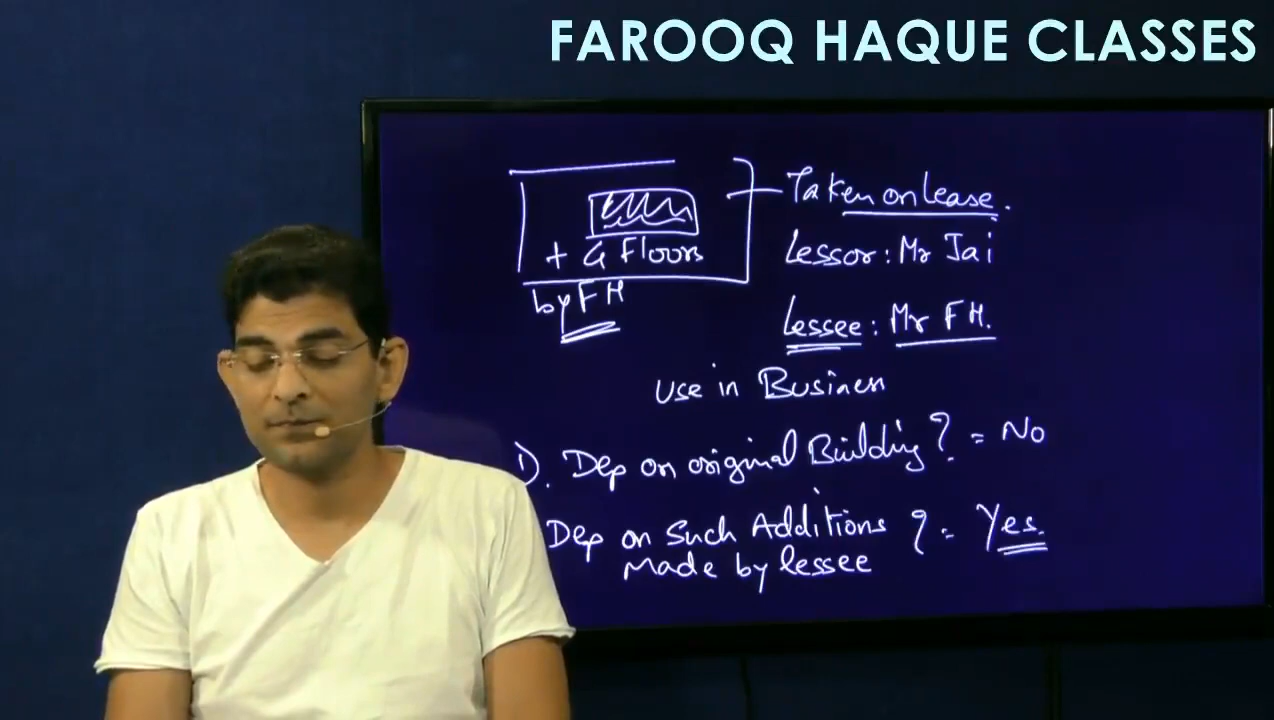 FAROOQ HAQUE CLASSES
Taken on lease.
+ 4 Floors
by FH
Lessor: Mr Jai
Lessee: Mr FH.
Use in Business
1). Dep on original Building? = No
Dep on Such Additions ? = Yes.
made by lessee